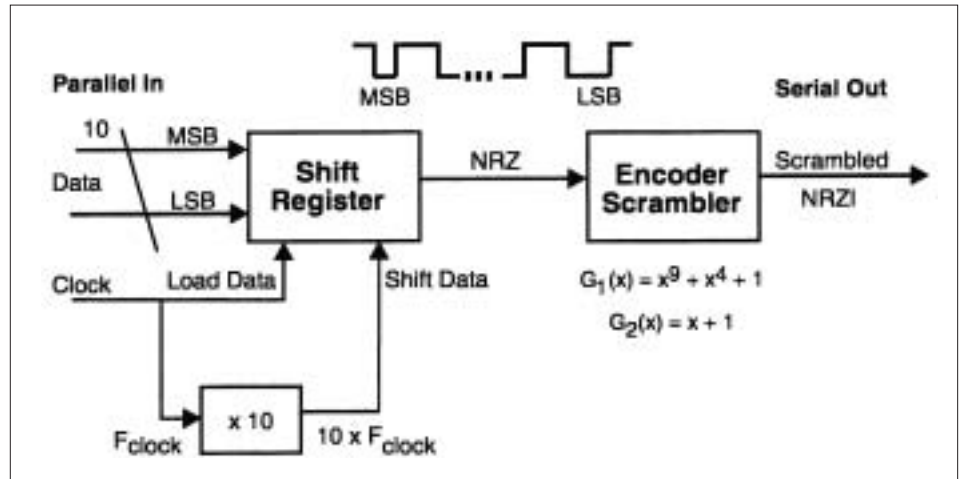 Parallel In
MSB
LSB
Serial Out
10
MSB
Data
LSB
Shift
Register
NRZ
Encoder
Scrambler
Scrambled
NRZI
Clock
Load Data
Shift Data
G₁(x) = x⁹ + x⁴ + 1
G₂(x) = x + 1
x 10
Fclock
10 x Fclock